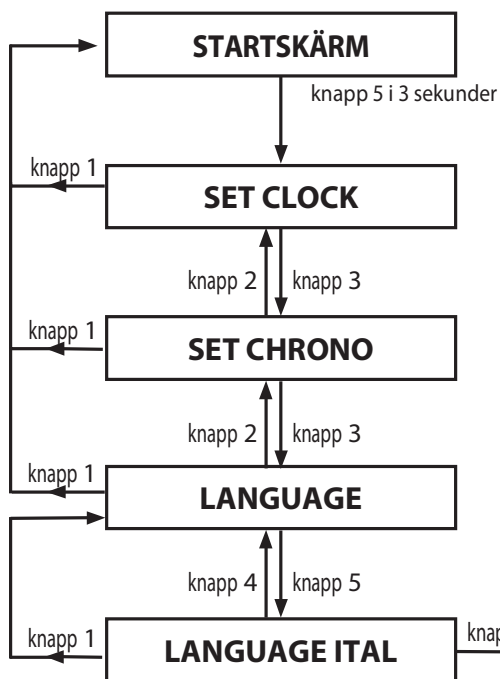 STARTSKÄRM
knapp 5 i 3 sekunder
knapp 1
SET CLOCK
knapp 2
knapp 3
knapp 1
SET CHRONO
knapp 2
knapp 3
knapp 1
LANGUAGE
knapp 4
knapp 5
knapp 1
LANGUAGE ITAL